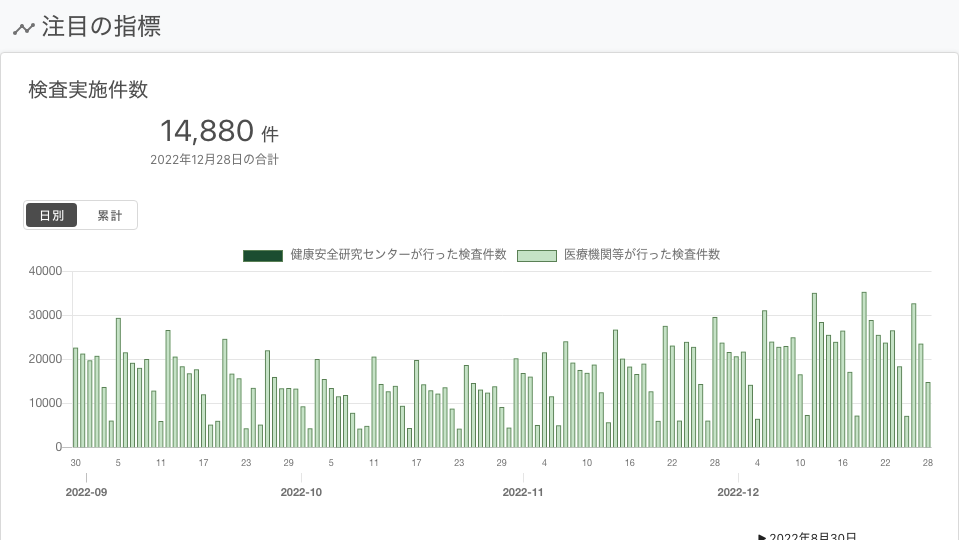 注目の指標
検査実施件数
14,880 件
2022年12月28日の合計
日別 累計
健康安全研究センターが行った検査件数 医療機関等が行った検査件数
40000
30000
20000
10000
0
30 5 11 17 23 29 5 11 17 23 29 4 10 16 22 28 4 10 16 22 28
2022-09 2022-10 2022-11 2022-12
▶ 2022年8月30日